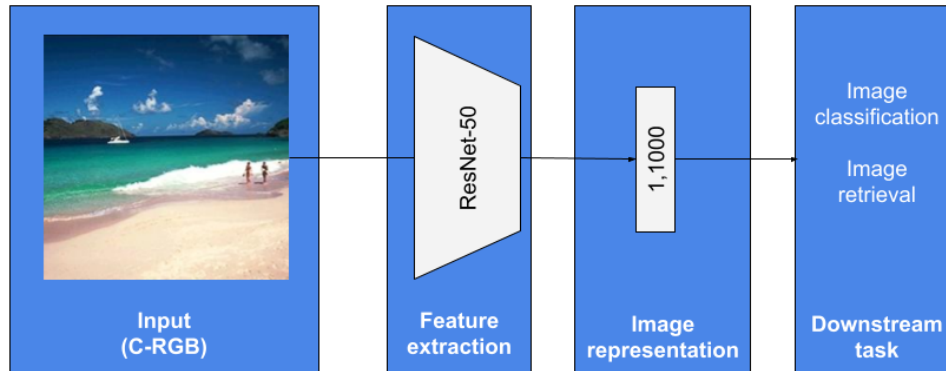 Input
(C-RGB)
ResNet-50
Feature
extraction
1,1000
Image
representation
Image
classification
Image
retrieval
Downstream
task